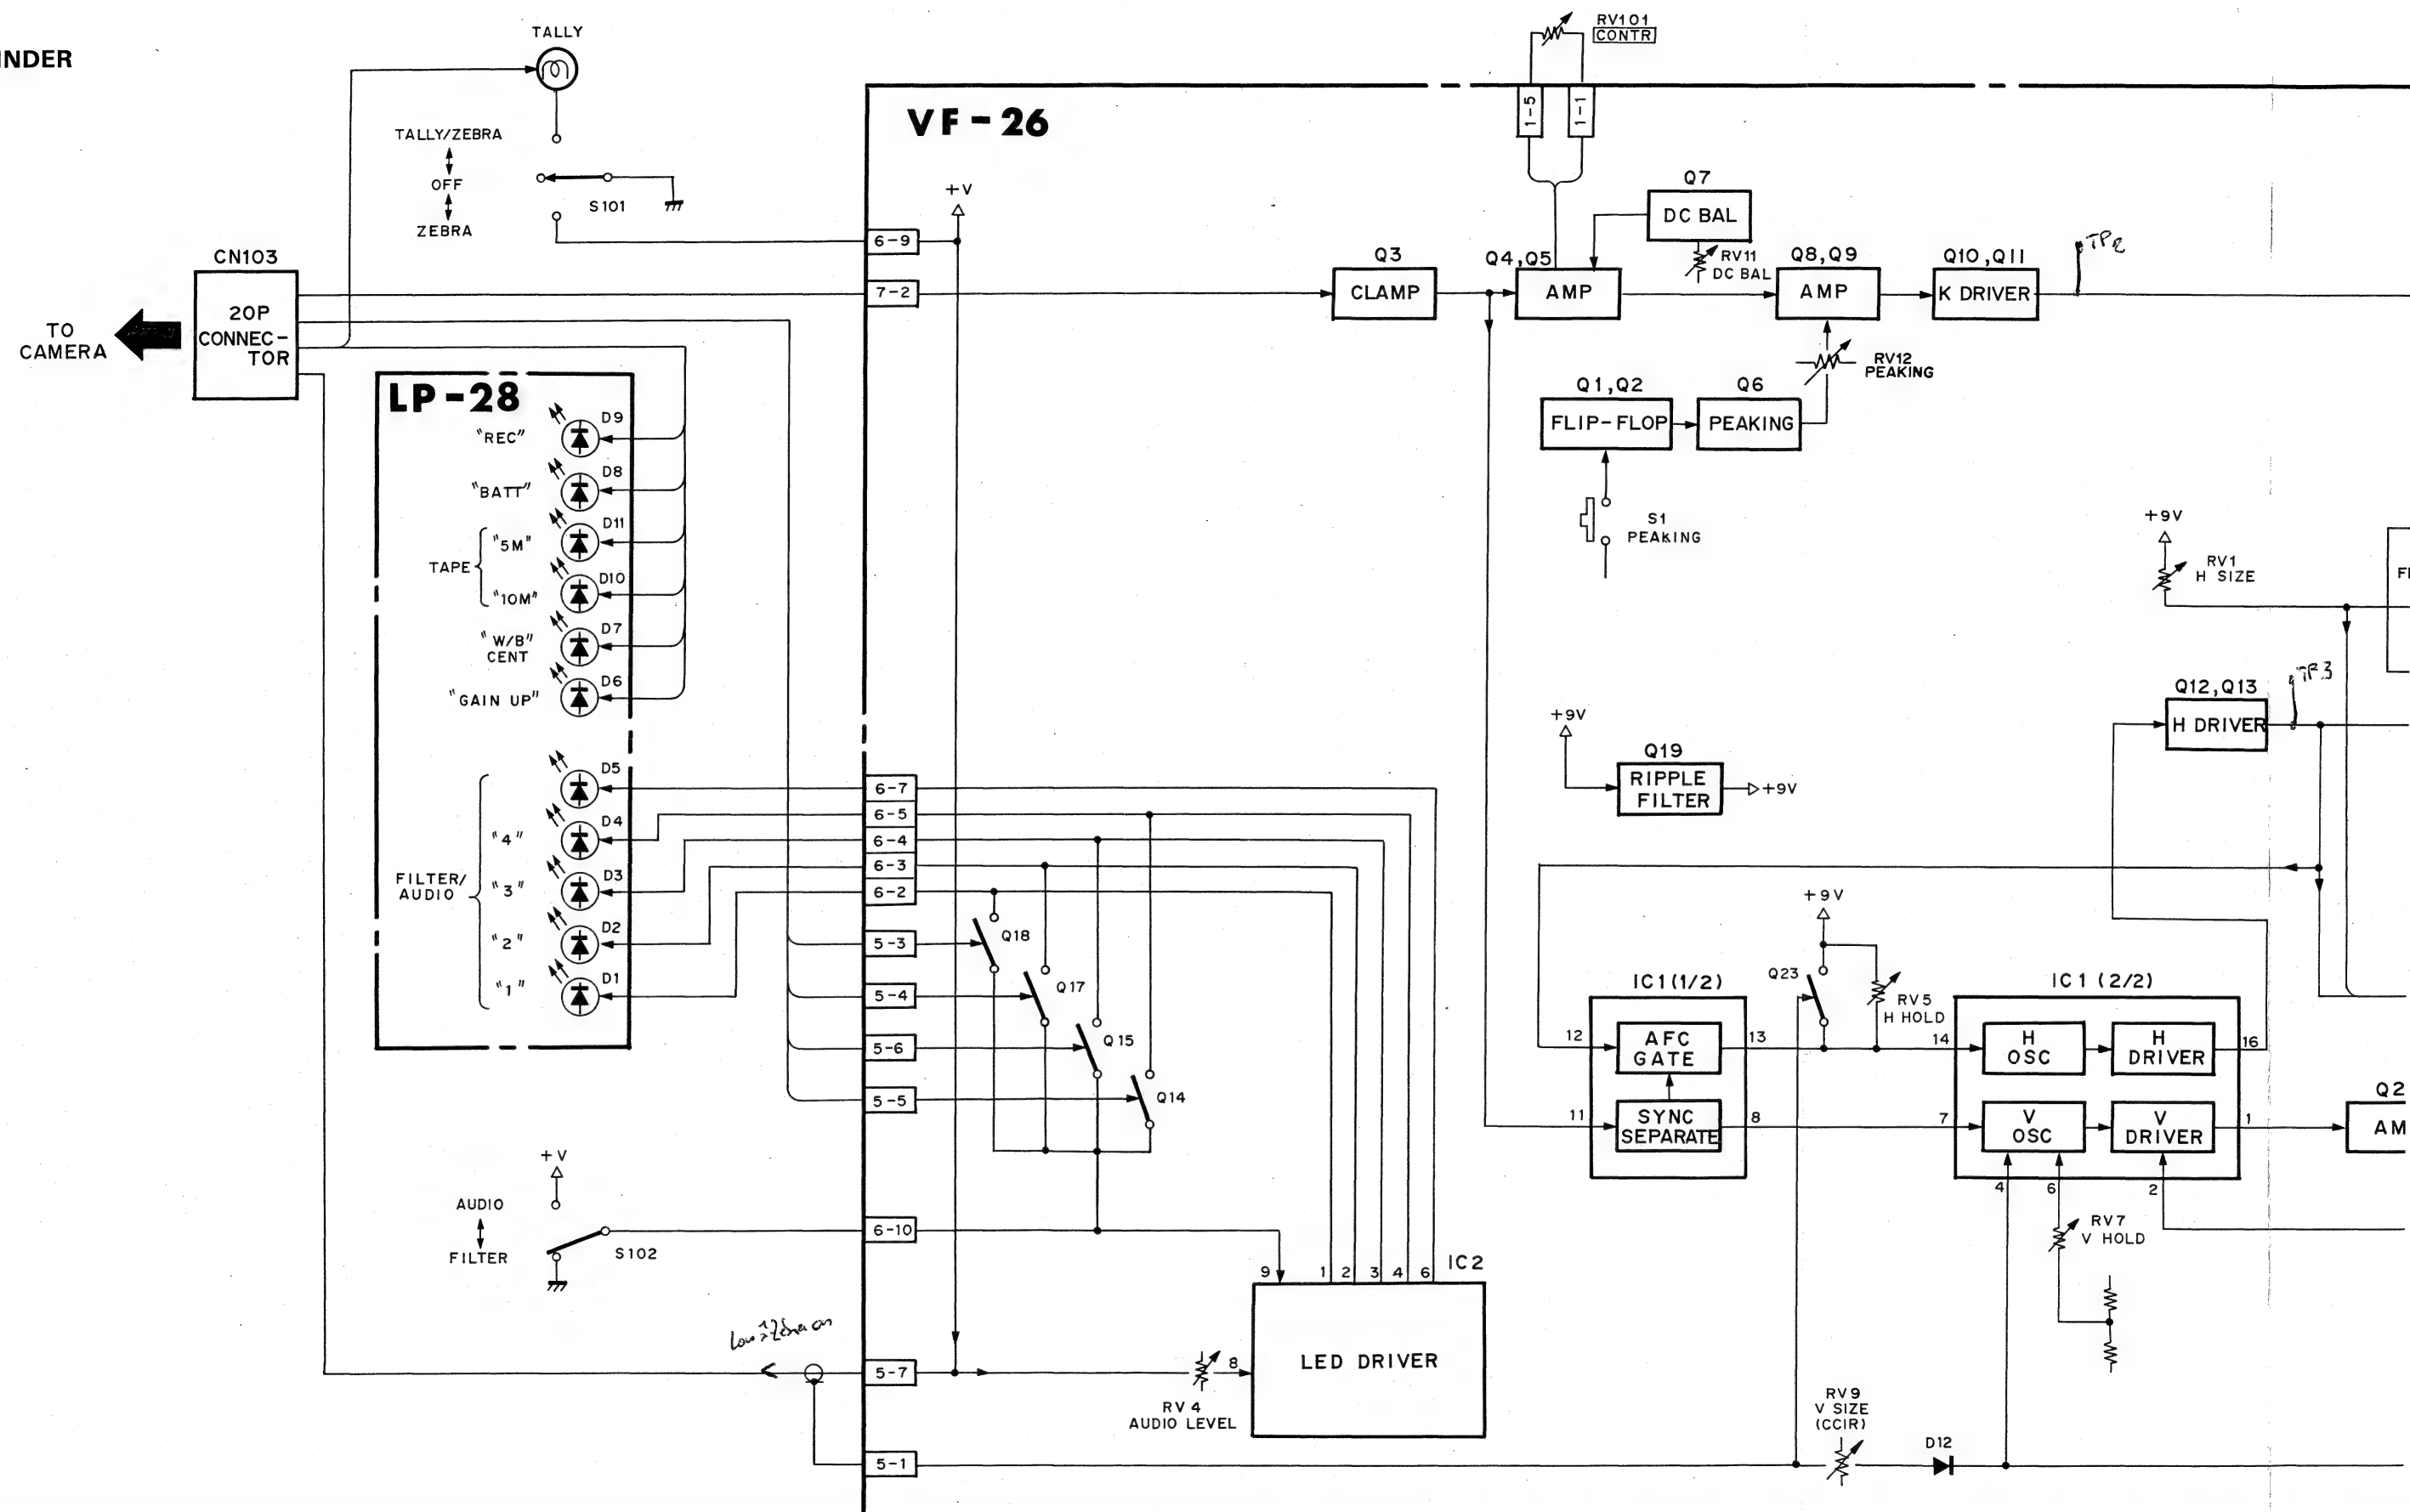 INDER
TALLY
TALLY/ZEBRA
OFF
ZEBRA
S101
CN103
20P
CONNEC-
TOR
TO
CAMERA
LP-28
D9
"REC"
D8
"BATT"
D11
"5M"
TAPE
D10
"10M"
D7
"W/B"
CENT
D6
"GAIN UP"
D5
D4
"4"
D3
"3"
FILTER/
AUDIO
D2
"2"
D1
"1"
+V
AUDIO
FILTER
S102
VF-26
+V
6-9
7-2
6-7
6-5
6-4
6-3
6-2
5-3
5-4
5-6
5-5
6-10
5-7
5-1
Q18
Q17
Q15
Q14
RV101
CONTR
1-5
1-1
Q3
CLAMP
Q4,Q5
AMP
Q7
DC BAL
RV11
DC BAL
Q8,Q9
AMP
Q10,Q11
K DRIVER
TP2
RV12
PEAKING
Q1,Q2
FLIP-FLOP
Q6
PEAKING
S1
PEAKING
+9V
RV1
H SIZE
F
Q12,Q13
H DRIVER
TP3
+9V
Q19
RIPPLE
FILTER
+9V
+9V
Q23
RV5
H HOLD
IC1(1/2)
12
AFC
GATE
13
11
SYNC
SEPARATE
8
IC1 (2/2)
14
H
OSC
H
DRIVER
16
7
V
OSC
V
DRIVER
1
4
6
2
Q2
AM
RV7
V HOLD
9
1
2
3
4
6
IC2
8
LED DRIVER
RV4
AUDIO LEVEL
RV9
V SIZE
(CCIR)
D12